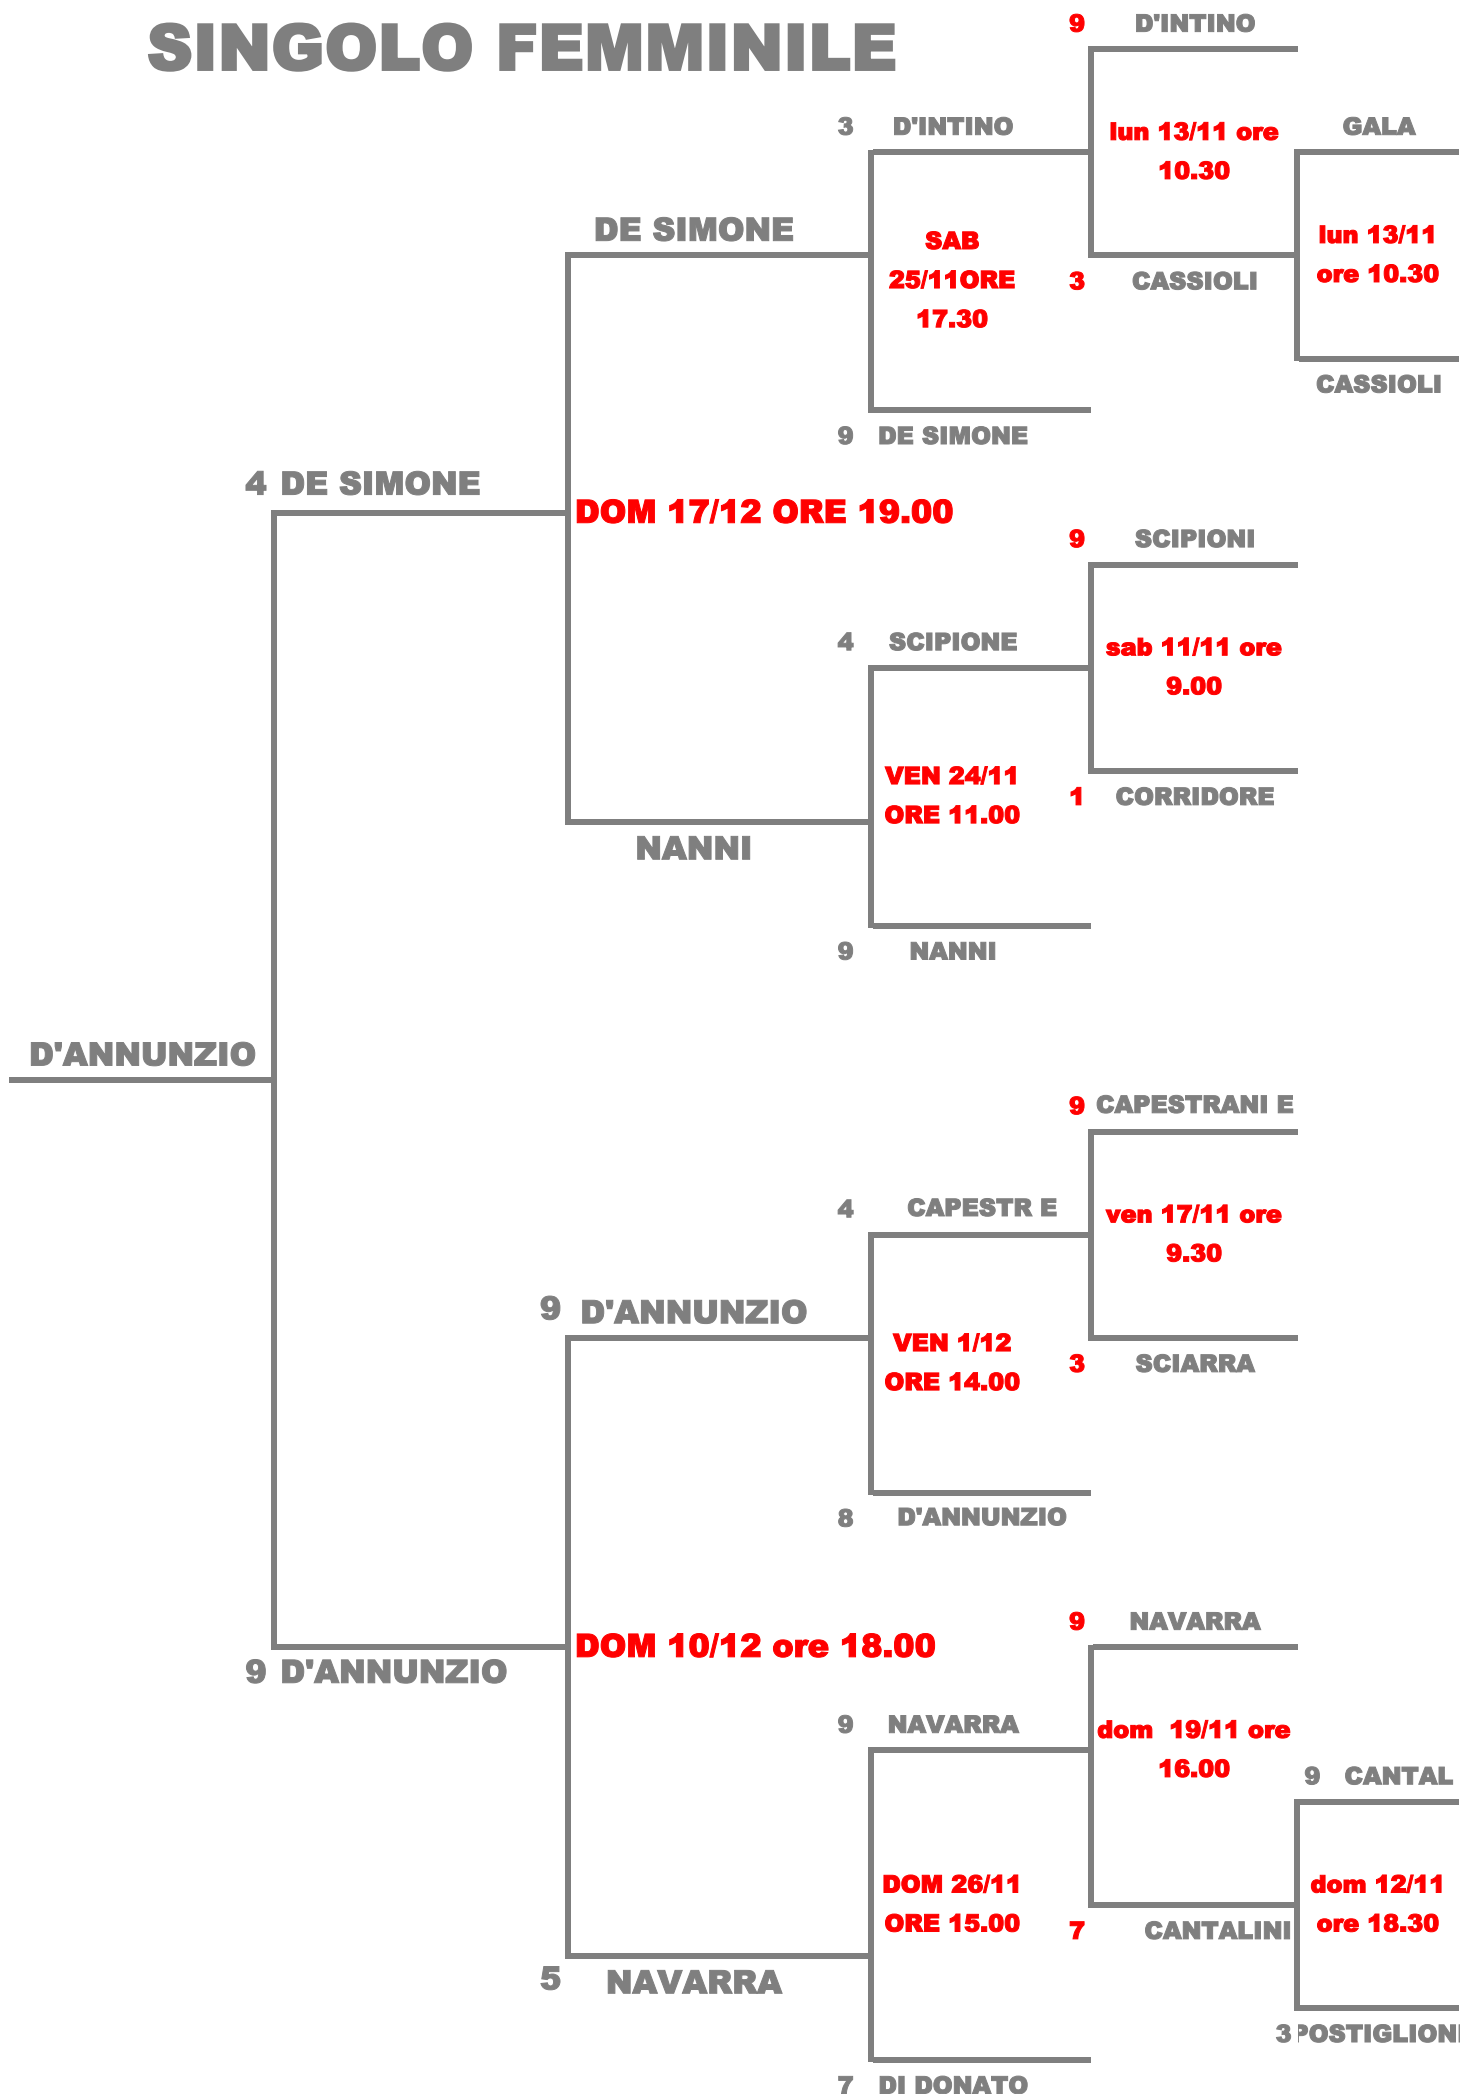 SINGOLO FEMMINILE
9 D'INTINO
3 D'INTINO
lun 13/11 ore
10.30
GALA
DE SIMONE
SAB
25/11ORE
17.30
3 CASSIOLI
lun 13/11
ore 10.30
CASSIOLI
9 DE SIMONE
4 DE SIMONE
DOM 17/12 ORE 19.00
9 SCIPIONI
4 SCIPIONE
sab 11/11 ore
9.00
VEN 24/11
ORE 11.00
1 CORRIDORE
NANNI
9 NANNI
D'ANNUNZIO
9 CAPESTRANI E
4 CAPESTR E
ven 17/11 ore
9.30
9 D'ANNUNZIO
VEN 1/12
ORE 14.00
3 SCIARRA
8 D'ANNUNZIO
9 NAVARRA
DOM 10/12 ore 18.00
9 D'ANNUNZIO
9 NAVARRA
dom  19/11 ore
16.00
9 CANTAL
DOM 26/11
ORE 15.00
7 CANTALINI
dom 12/11
ore 18.30
5 NAVARRA
3 POSTIGLION
7 DI DONATO